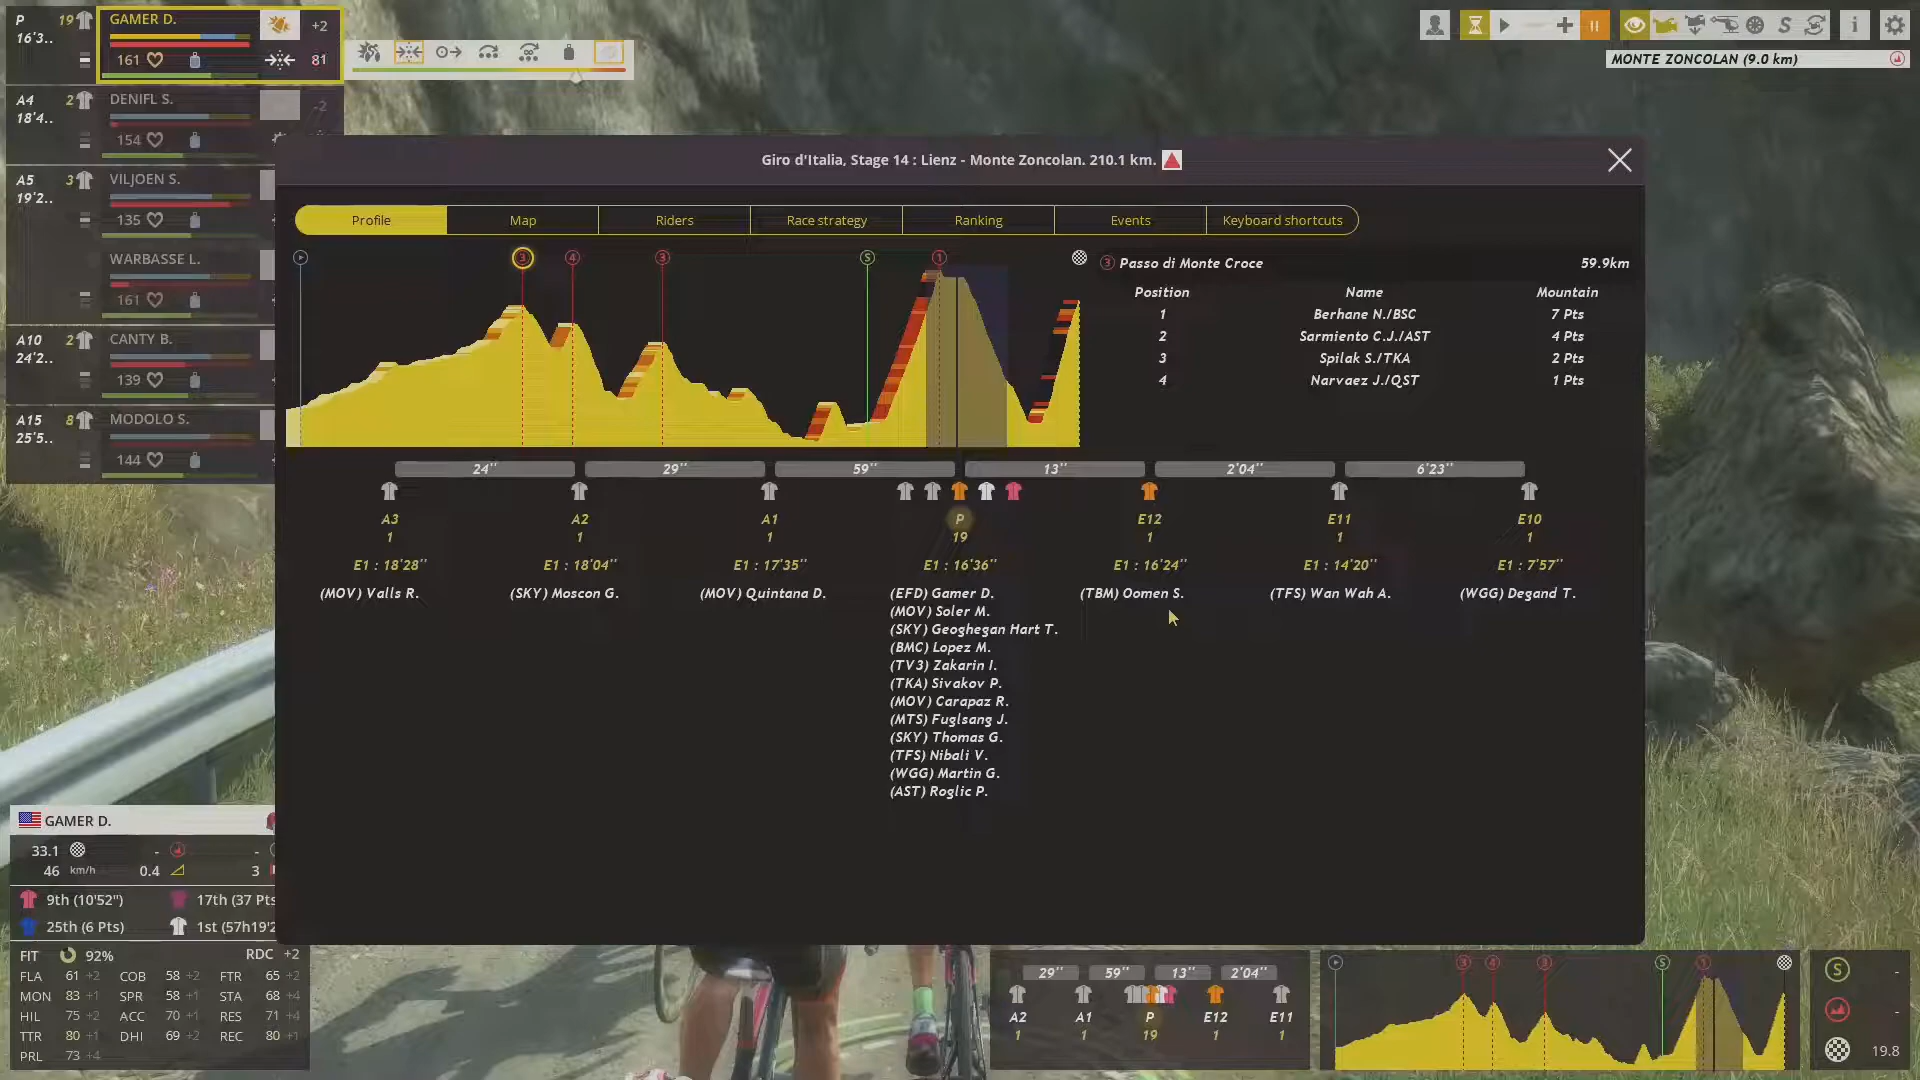 P 19
16'3..
GAMER D.
+2
161
81
A4 2
18'4..
DENIFL S.
-2
154
A5 3
19'2..
VILJOEN S.
135
WARBASSE L.
161
A10 2
24'2..
CANTY B.
139
A15 8
25'5..
MODOLO S.
144
MONTE ZONCOLAN (9.0 km)
Giro d'Italia, Stage 14 : Lienz - Monte Zoncolan. 210.1 km.
Profile Map Riders Race strategy Ranking Events Keyboard shortcuts
3 4 3 S 1
3 Passo di Monte Croce 59.9km
Position Name Mountain
1 Berhane N./BSC 7 Pts
2 Sarmiento C.J./AST 4 Pts
3 Spilak S./TKA 2 Pts
4 Narvaez J./QST 1 Pts
24'' 29'' 59'' 13'' 2'04'' 6'23''
A3 A2 A1 P E12 E11 E10
1 1 1 19 1 1 1
E1 : 18'28'' E1 : 18'04'' E1 : 17'35'' E1 : 16'36'' E1 : 16'24'' E1 : 14'20'' E1 : 7'57''
(MOV) Valls R. (SKY) Moscon G. (MOV) Quintana D. (EFD) Gamer D. (TBM) Oomen S. (TFS) Wan Wah A. (WGG) Degand T.
(MOV) Soler M.
(SKY) Geoghegan Hart T.
(BMC) Lopez M.
(TV3) Zakarin I.
(TKA) Sivakov P.
(MOV) Carapaz R.
(MTS) Fuglsang J.
(SKY) Thomas G.
(TFS) Nibali V.
(WGG) Martin G.
(AST) Roglic P.
GAMER D.
33.1 - -
46 km/h 0.4 3
9th (10'52'') 17th (37 Pts
25th (6 Pts) 1st (57h19'2
FIT 92% RDC +2
FLA 61 +2 COB 58 +2 FTR 65 +2
MON 83 +1 SPR 58 +1 STA 68 +4
HIL 75 +2 ACC 70 +1 RES 71 +4
TTR 80 +1 DHI 69 +2 REC 80 +1
PRL 73 +4
29'' 59'' 13'' 2'04''
A2 A1 P E12 E11
1 1 19 1 1
3 4 3 S 1
S -
-
19.8